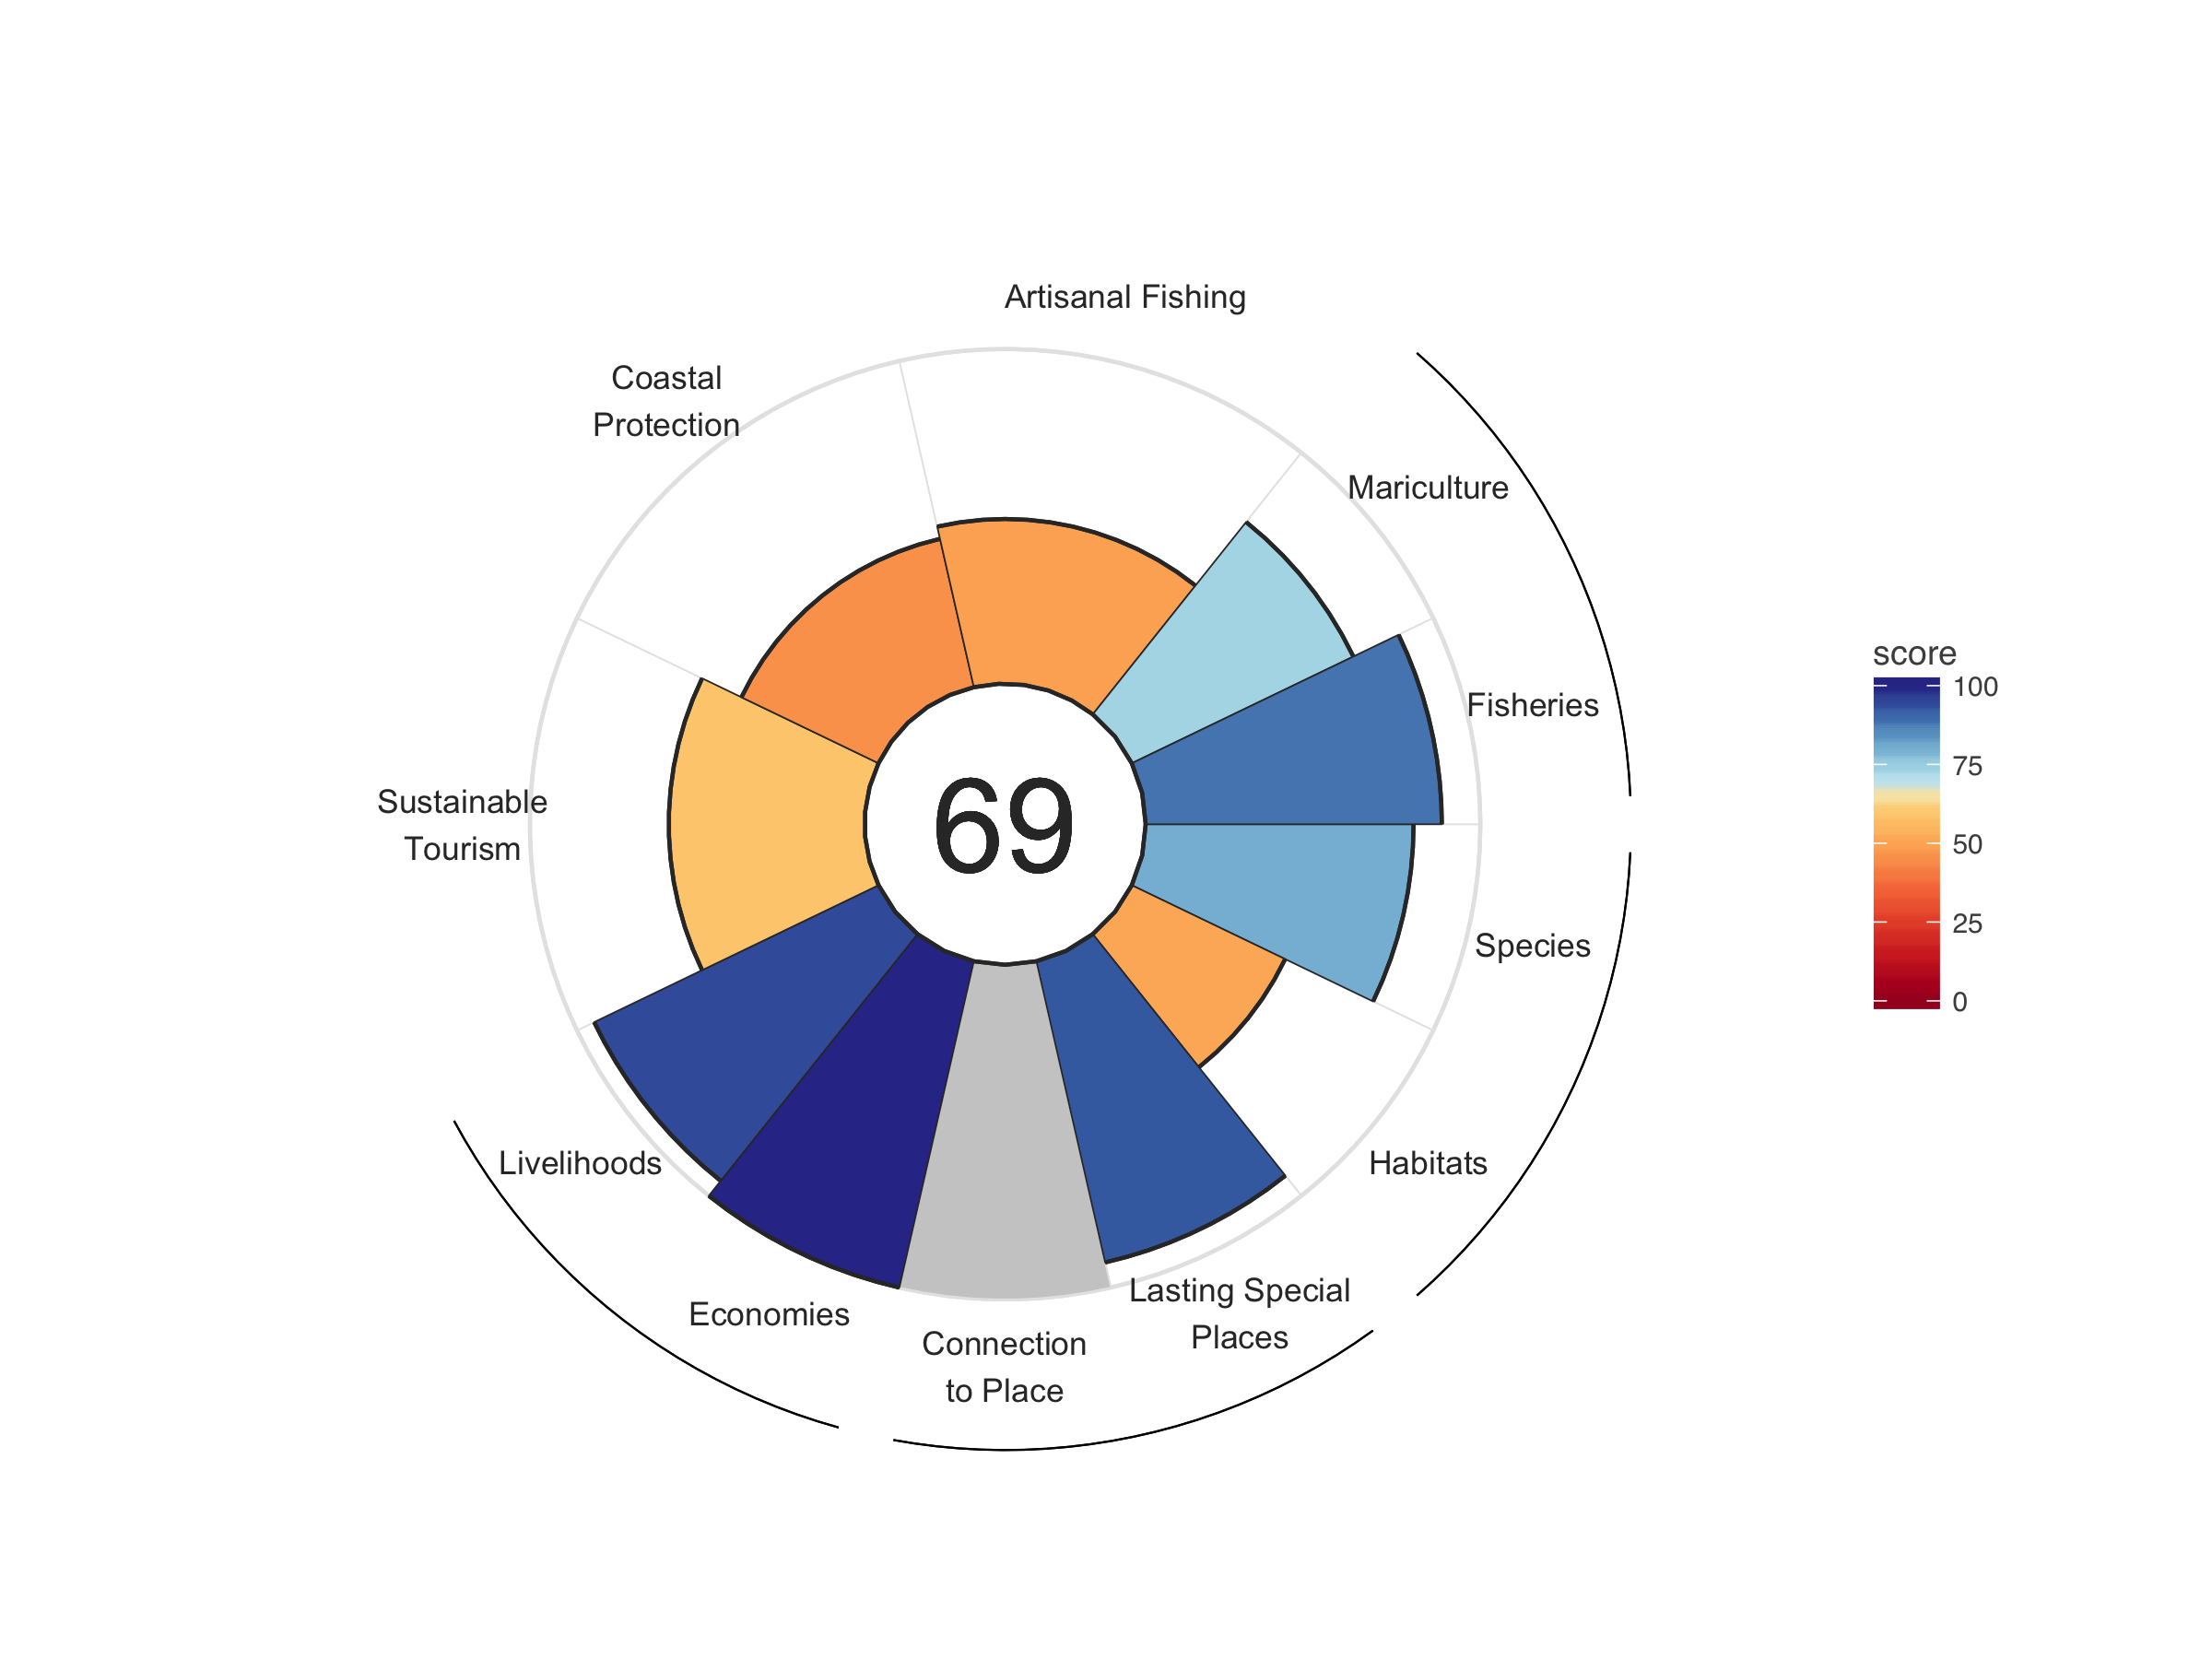 Artisanal Fishing
Coastal
Protection
Mariculture
Fisheries
score
100
75
50
25
0
69
Sustainable
Tourism
Species
Livelihoods
Habitats
Economies
Lasting Special
Places
Connection
to Place